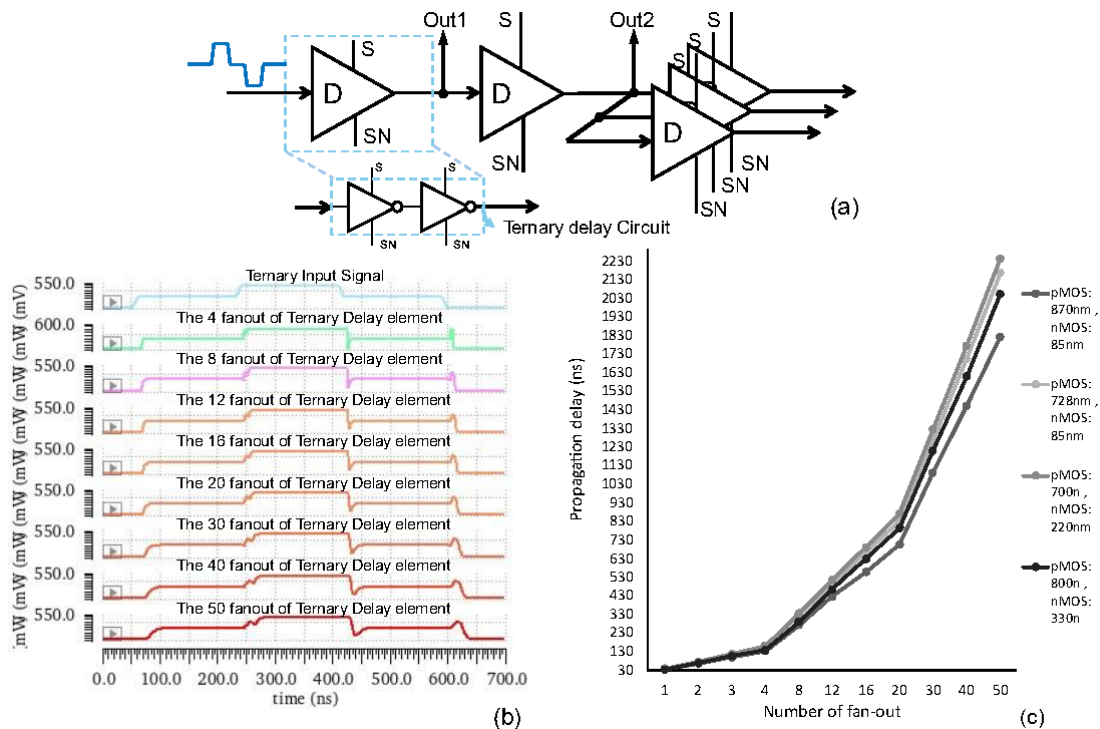 Out1
Out2
S
S
S
S
S
D
D
D
SN
SN
SN
SN
SN
S
S
SN
SN
Ternary delay Circuit
(a)
Ternary Input Signal
550.0
The 4 fanout of Ternary Delay element
600.0
The 8 fanout of Ternary Delay element
550.0
The 12 fanout of Ternary Delay element
550.0
The 16 fanout of Ternary Delay element
550.0
The 20 fanout of Ternary Delay element
550.0
The 30 fanout of Ternary Delay element
550.0
The 40 fanout of Ternary Delay element
550.0
The 50 fanout of Ternary Delay element
550.0
0.0 100.0 200.0 300.0 400.0 500.0 600.0 700.0
time (ns)
(b)
2230
2130
2030
1930
1830
1730
1630
1530
1430
1330
1230
1130
1030
930
830
730
630
530
430
330
230
130
30
Propagation delay (ns)
1 2 3 4 8 12 16 20 30 40 50
Number of fan-out
pMOS:
870nm ,
nMOS:
85nm
pMOS:
728nm ,
nMOS:
85nm
pMOS:
700n ,
nMOS:
220nm
pMOS:
800n ,
nMOS:
330n
(c)